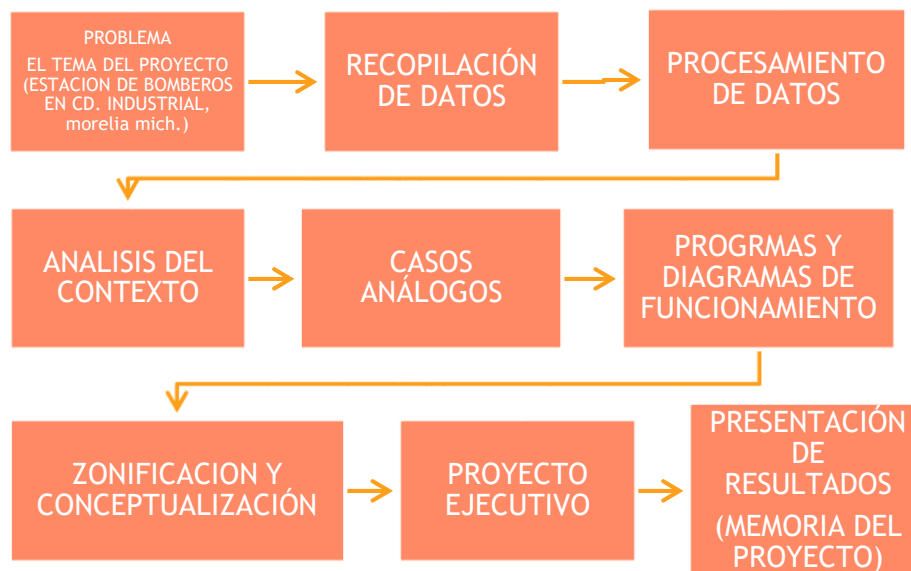 PROBLEMA
EL TEMA DEL PROYECTO
(ESTACION DE BOMBEROS
EN CD. INDUSTRIAL,
morelia mich.)
RECOPILACIÓN
DE DATOS
PROCESAMIENTO
DE DATOS
ANALISIS DEL
CONTEXTO
CASOS
ANÁLOGOS
PROGRMAS Y
DIAGRAMAS DE
FUNCIONAMIENTO
ZONIFICACION Y
CONCEPTUALIZACIÓN
PROYECTO
EJECUTIVO
PRESENTACIÓN
DE
RESULTADOS
(MEMORIA DEL
PROYECTO)